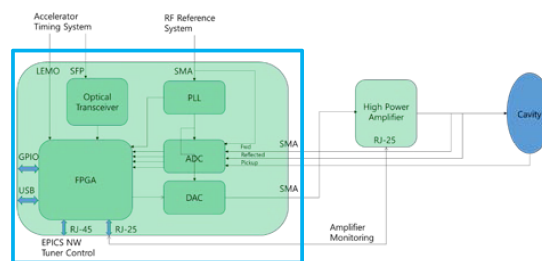 Accelerator
Timing System
RF Reference
System
LEMO
SFP
SMA
Optical
Transceiver
PLL
High Power
Amplifier
RJ-25
Cavity
GPIO
FPGA
ADC
Fwd
Reflected
Pickup
SMA
USB
DAC
SMA
RJ-45
RJ-25
EPICS NW
Tuner Control
Amplifier
Monitoring